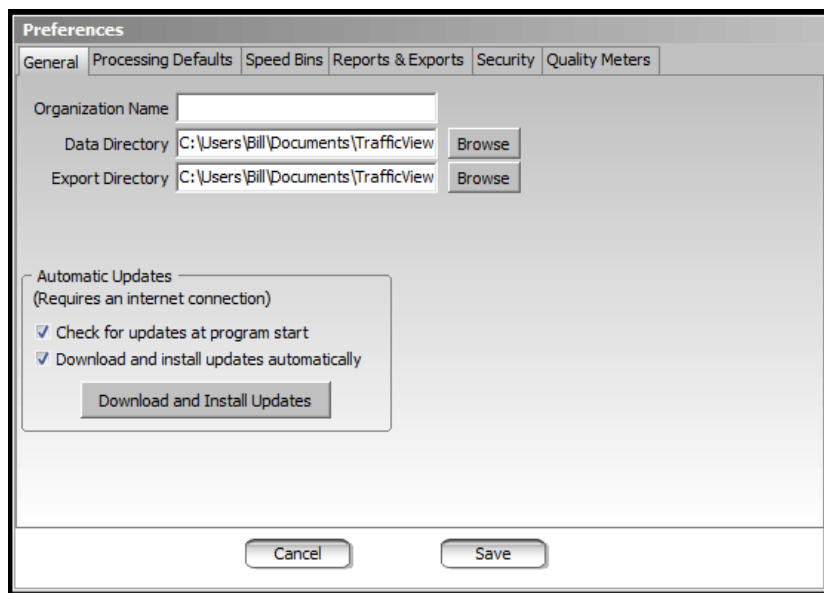 Preferences
General Processing Defaults Speed Bins Reports & Exports Security Quality Meters
Organization Name
Data Directory C:\Users\Bill\Documents\TrafficView Browse
Export Directory C:\Users\Bill\Documents\TrafficView Browse
Automatic Updates
(Requires an internet connection)
Check for updates at program start
Download and install updates automatically
Download and Install Updates
Cancel Save